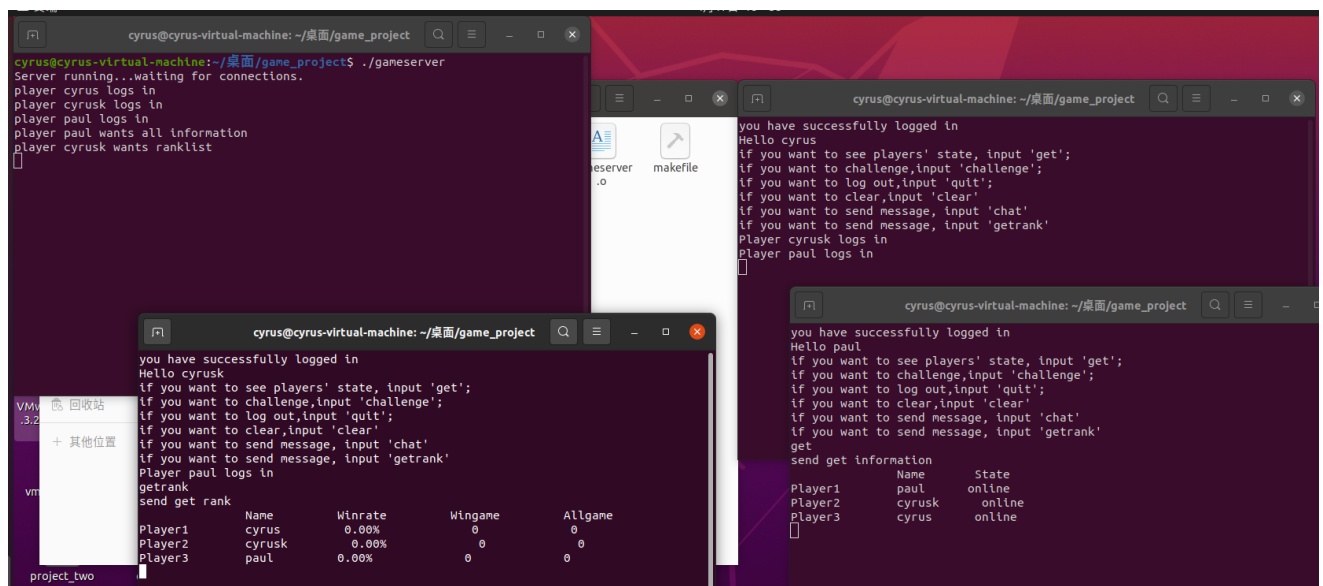 cyrus@cyrus-virtual-machine: ~/桌面/game_project
cyrus@cyrus-virtual-machine:~/桌面/game_project$ ./gameserver
Server running...waiting for connections.
player cyrus logs in
player cyrusk logs in
player paul logs in
player paul wants all information
player cyrusk wants ranklist
eserver
.o
makefile
cyrus@cyrus-virtual-machine: ~/桌面/game_project
you have successfully logged in
Hello cyrus
if you want to see players' state, input 'get';
if you want to challenge,input 'challenge';
if you want to log out,input 'quit';
if you want to clear,input 'clear'
if you want to send message, input 'chat'
if you want to send message, input 'getrank'
Player cyrusk logs in
Player paul logs in
cyrus@cyrus-virtual-machine: ~/桌面/game_project
you have successfully logged in
Hello cyrusk
if you want to see players' state, input 'get';
if you want to challenge,input 'challenge';
if you want to log out,input 'quit';
if you want to clear,input 'clear'
if you want to send message, input 'chat'
if you want to send message, input 'getrank'
Player paul logs in
getrank
send get rank
Name Winrate Wingame Allgame
Player1 cyrus 0.00% 0 0
Player2 cyrusk 0.00% 0 0
Player3 paul 0.00% 0 0
cyrus@cyrus-virtual-machine: ~/桌面/game_project
you have successfully logged in
Hello paul
if you want to see players' state, input 'get';
if you want to challenge,input 'challenge';
if you want to log out,input 'quit';
if you want to clear,input 'clear'
if you want to send message, input 'chat'
if you want to send message, input 'getrank'
get
send get information
Name State
Player1 paul online
Player2 cyrusk online
Player3 cyrus online
VMw
.3.2
回收站
+ 其他位置
vm
project_two